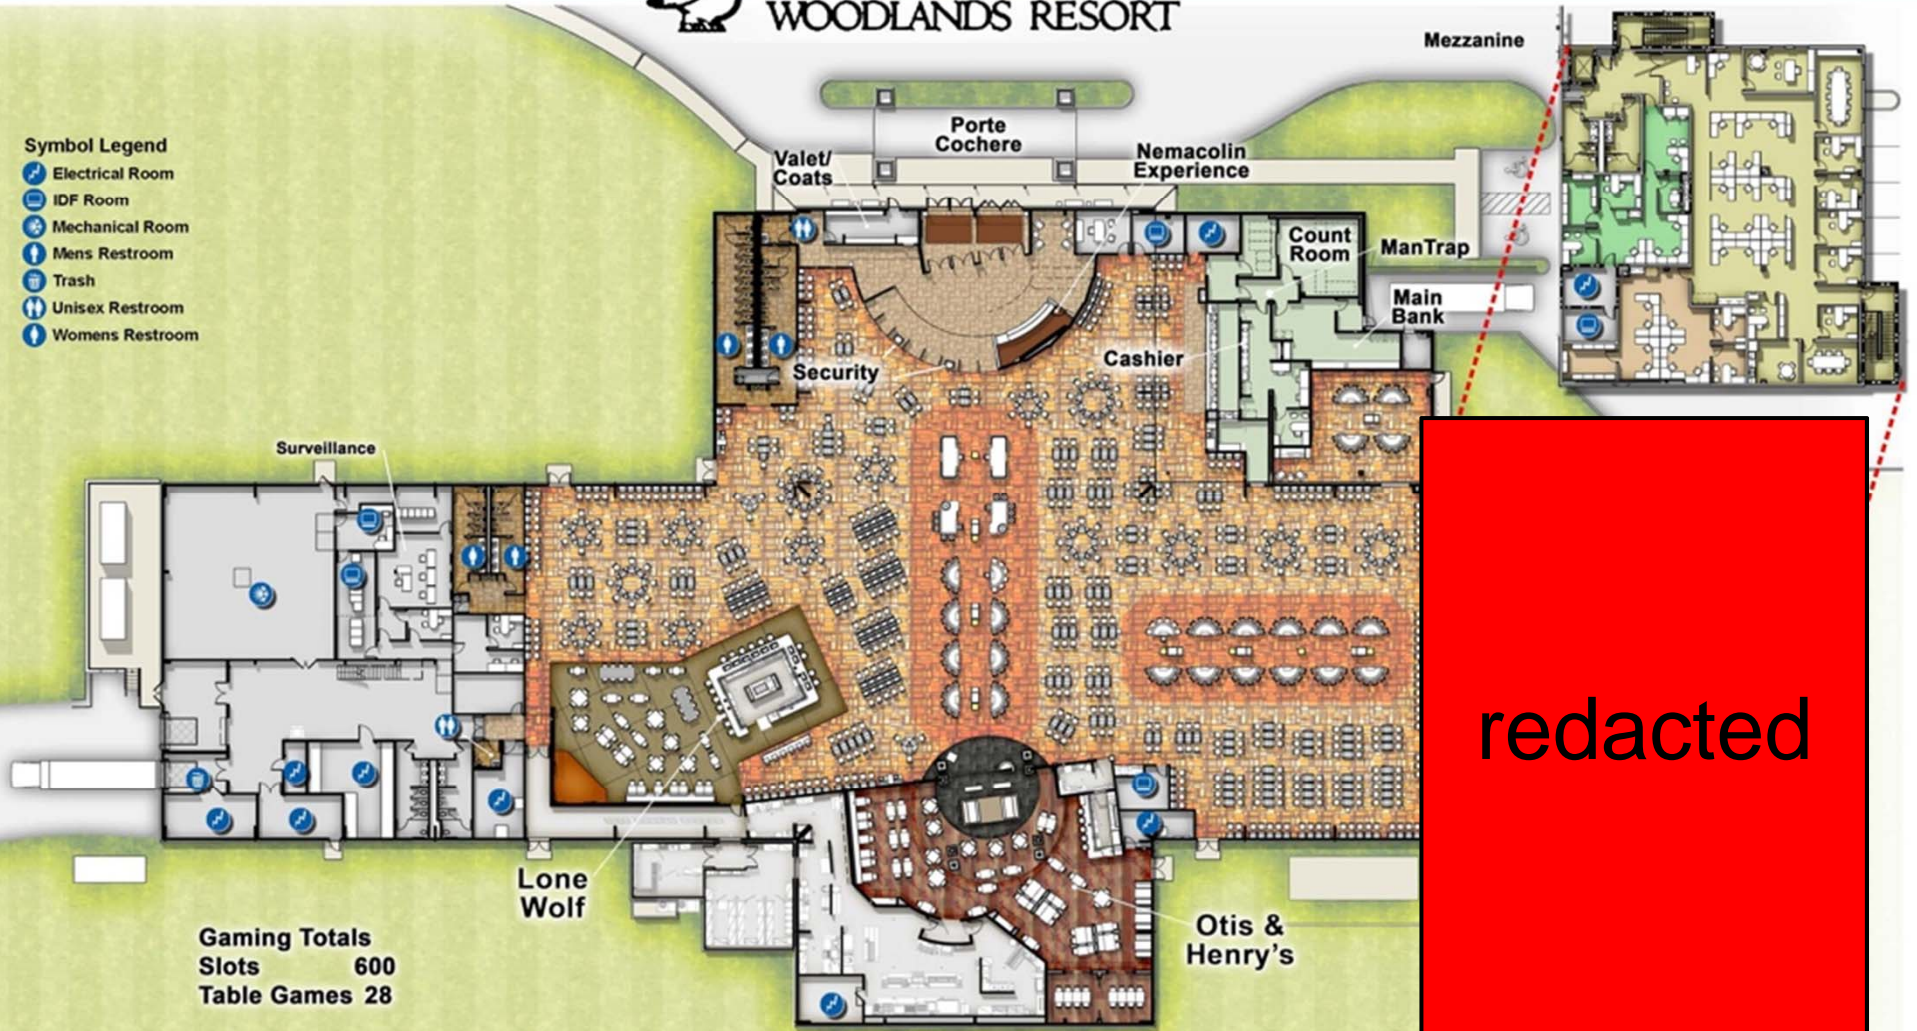 WOODLANDS RESORT
Mezzanine
Porte
Cochere
Valet/
Coats
Nemacolin
Experience
Symbol Legend
Electrical Room
IDF Room
Mechanical Room
Mens Restroom
Trash
Unisex Restroom
Womens Restroom
Count
Room
ManTrap
Main
Bank
Cashier
Security
Surveillance
redacted
Lone
Wolf
Otis &
Henry's
Gaming Totals
Slots 600
Table Games 28